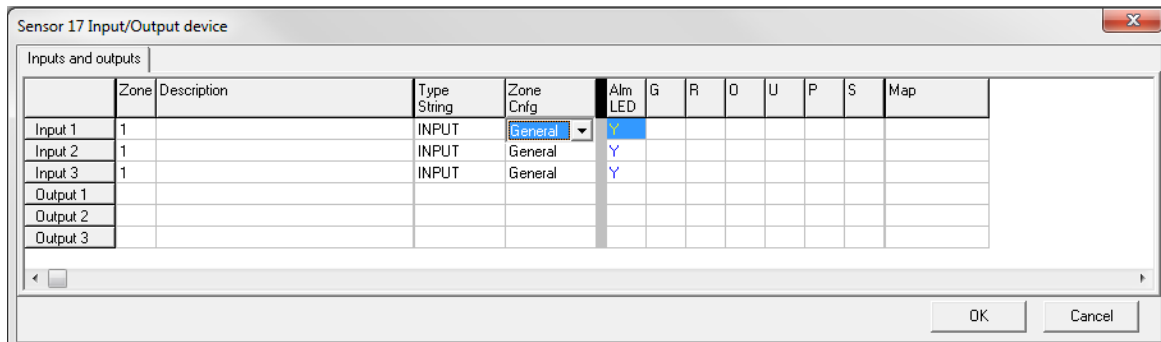 Sensor 17 Input/Output device
Inputs and outputs
Zone Description Type String Zone Cnfg Alm LED G R O U P S Map
Input 1 1 INPUT General Y
Input 2 1 INPUT General Y
Input 3 1 INPUT General Y
Output 1
Output 2
Output 3
OK Cancel